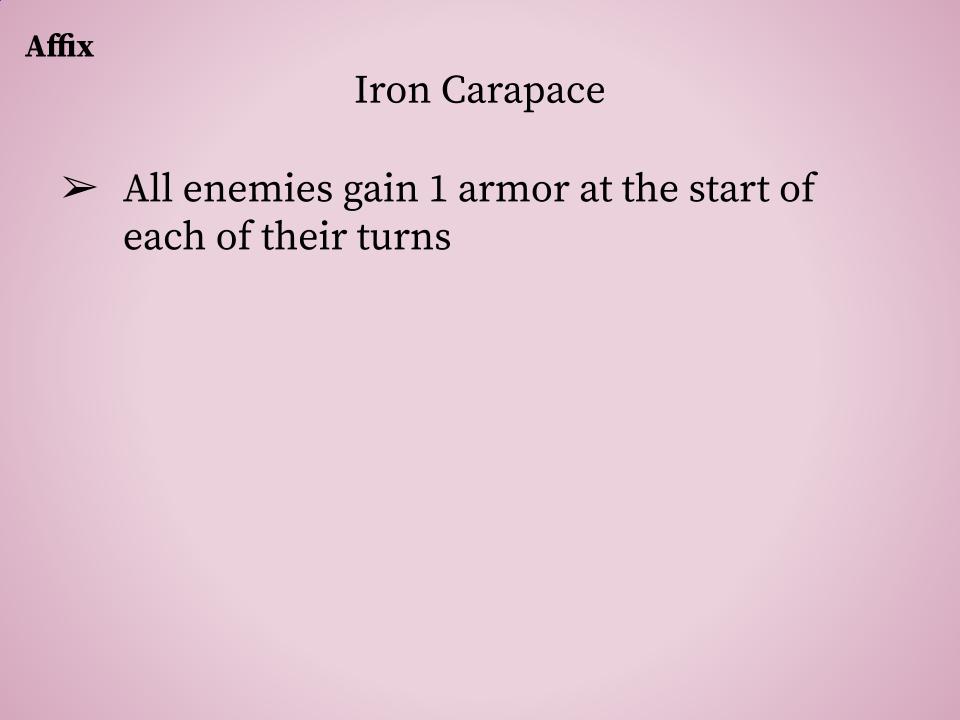 Affix
Iron Carapace
➢ All enemies gain 1 armor at the start of
each of their turns